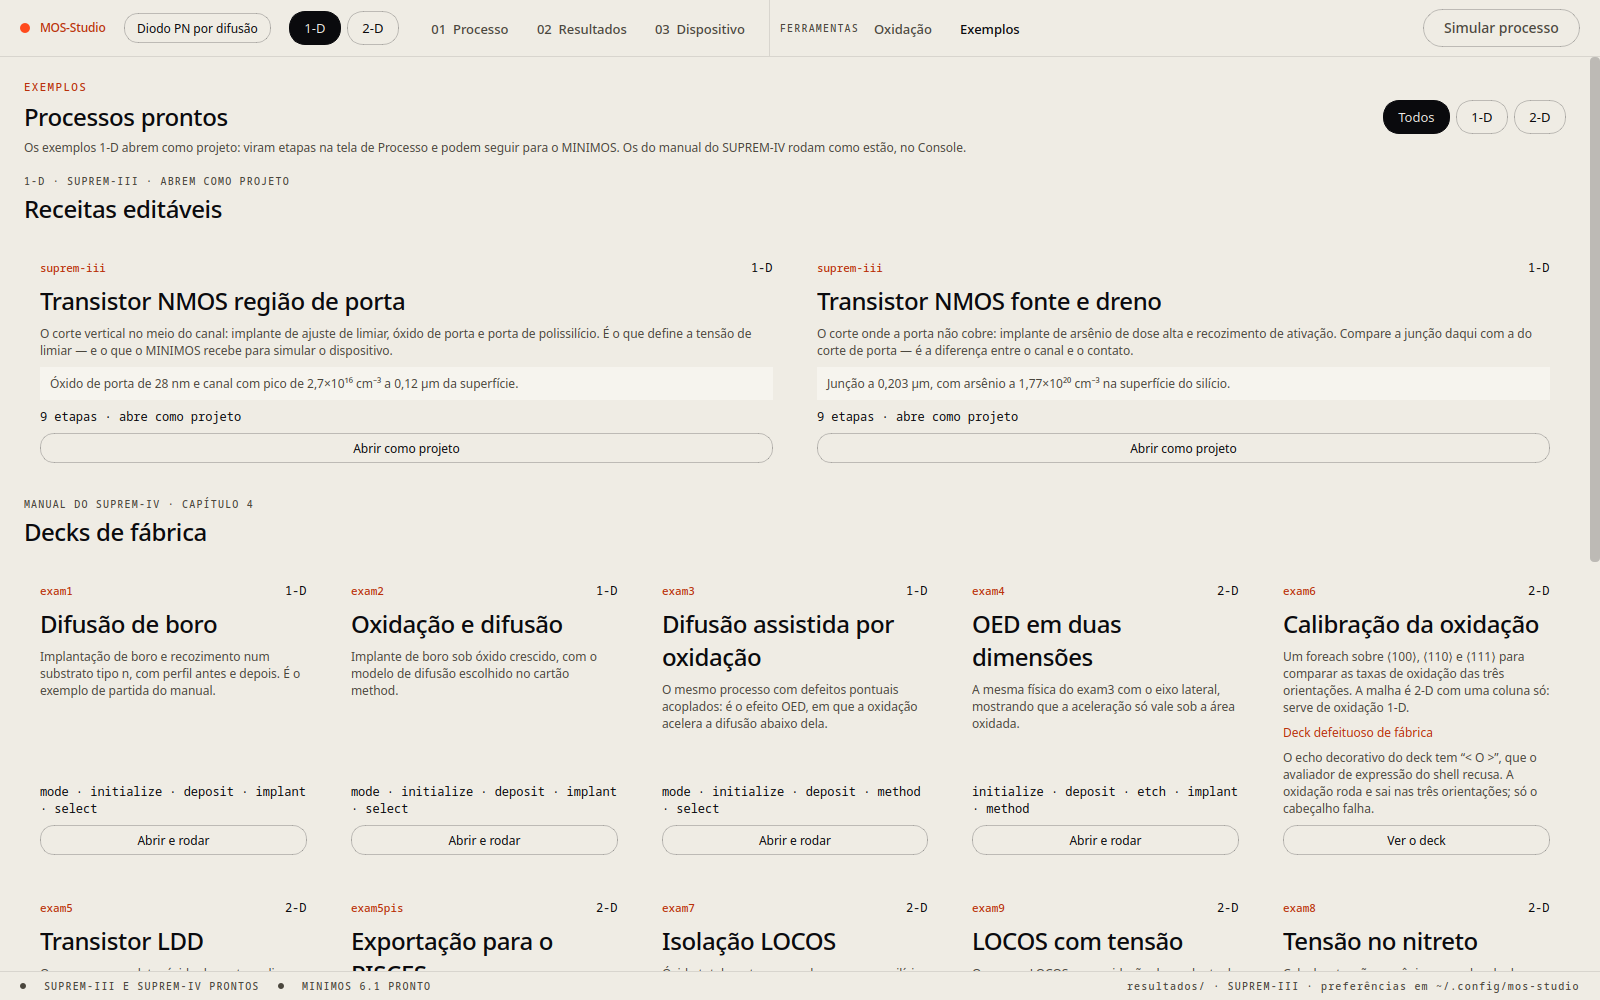 MOS-Studio
Diodo PN por difusão
1-D
2-D
01 Processo
02 Resultados
03 Dispositivo
FERRAMENTAS
Oxidação
Exemplos
Simular processo
EXEMPLOS
Processos prontos
Todos
1-D
2-D
Os exemplos 1-D abrem como projeto: viram etapas na tela de Processo e podem seguir para o MINIMOS. Os do manual do SUPREM-IV rodam como estão, no Console.
1-D · SUPREM-III · ABREM COMO PROJETO
Receitas editáveis
suprem-iii
1-D
Transistor NMOS região de porta
O corte vertical no meio do canal: implante de ajuste de limiar, óxido de porta e porta de polissilício. É o que define a tensão de
limiar — e o que o MINIMOS recebe para simular o dispositivo.
Óxido de porta de 28 nm e canal com pico de 2,7×10¹⁶ cm⁻³ a 0,12 µm da superfície.
9 etapas · abre como projeto
Abrir como projeto
suprem-iii
1-D
Transistor NMOS fonte e dreno
O corte onde a porta não cobre: implante de arsênio de dose alta e recozimento de ativação. Compare a junção daqui com a do
corte de porta — é a diferença entre o canal e o contato.
Junção a 0,203 µm, com arsênio a 1,77×10²⁰ cm⁻³ na superfície do silício.
9 etapas · abre como projeto
Abrir como projeto
MANUAL DO SUPREM-IV · CAPÍTULO 4
Decks de fábrica
exam1
1-D
Difusão de boro
Implantação de boro e recozimento num
substrato tipo n, com perfil antes e depois. É o
exemplo de partida do manual.
mode · initialize · deposit · implant
· select
Abrir e rodar
exam2
1-D
Oxidação e difusão
Implante de boro sob óxido crescido, com o
modelo de difusão escolhido no cartão
method.
mode · initialize · deposit · implant
· select
Abrir e rodar
exam3
1-D
Difusão assistida por
oxidação
O mesmo processo com defeitos pontuais
acoplados: é o efeito OED, em que a oxidação
acelera a difusão abaixo dela.
mode · initialize · deposit · method
· select
Abrir e rodar
exam4
2-D
OED em duas
dimensões
A mesma física do exam3 com o eixo lateral,
mostrando que a aceleração só vale sob a área
oxidada.
initialize · deposit · etch · implant
· method
Abrir e rodar
exam6
2-D
Calibração da oxidação
Um foreach sobre ⟨100⟩, ⟨110⟩ e ⟨111⟩ para
comparar as taxas de oxidação das três
orientações. A malha é 2-D com uma coluna só:
serve de oxidação 1-D.
Deck defeituoso de fábrica
O echo decorativo do deck tem “< O >”, que o
avaliador de expressão do shell recusa. A
oxidação roda e sai nas três orientações; só o
cabeçalho falha.
Ver o deck
exam5
2-D
Transistor LDD
exam5pis
2-D
Exportação para o
PISCES
exam7
2-D
Isolação LOCOS
exam9
2-D
LOCOS com tensão
exam8
2-D
Tensão no nitreto
SUPREM-III E SUPREM-IV PRONTOS
MINIMOS 6.1 PRONTO
resultados/ · SUPREM-III · preferências em ~/.config/mos-studio